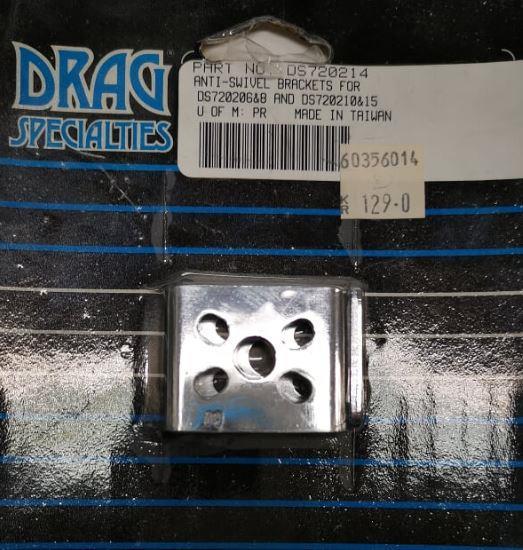 DRAG
SPECIALTIES
PART NO. DS720214
ANTI-SWIVEL BRACKETS FOR
DS720206&8 AND DS720210&15
U OF M: PR MADE IN TAIWAN
60356014
KR 129.0